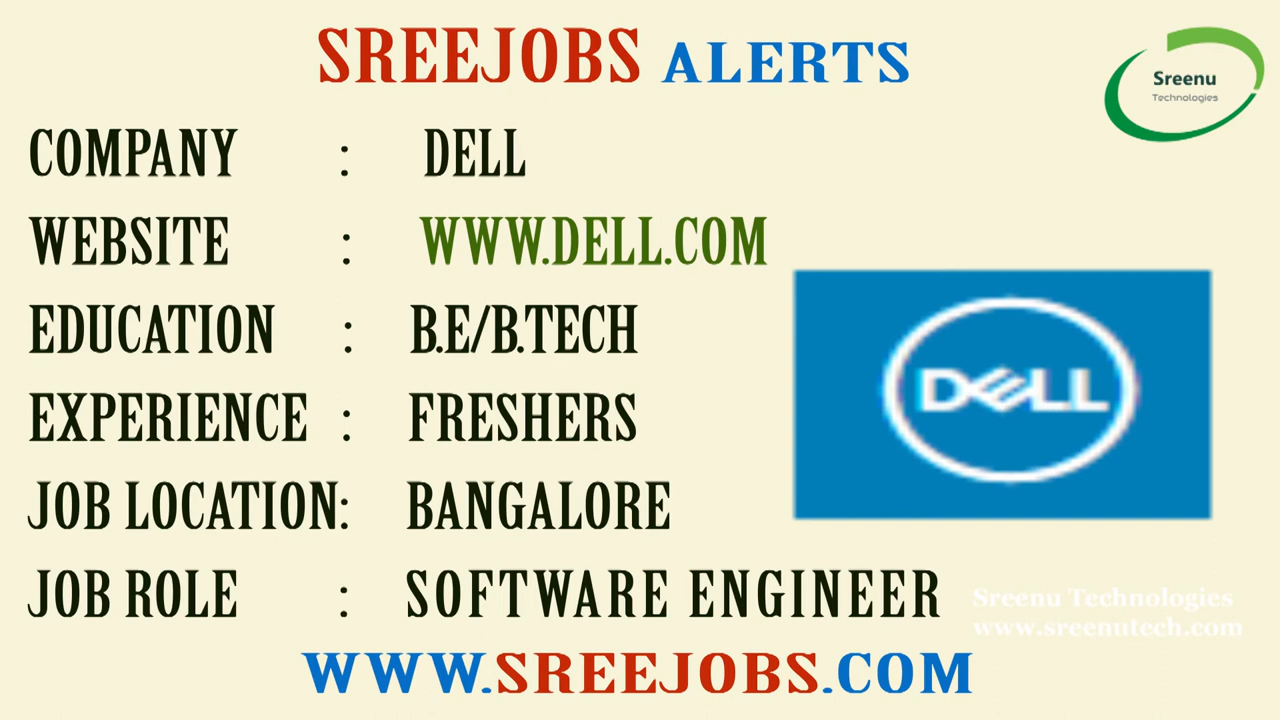 SREEJOBS ALERTS
Sreenu
Technologies
COMPANY : DELL
WEBSITE : WWW.DELL.COM
EDUCATION : B.E/B.TECH
EXPERIENCE : FRESHERS
JOB LOCATION: BANGALORE
JOB ROLE : SOFTWARE ENGINEER
DELL
Sreenu Technologies
www.sreenutech.com
WWW.SREEJOBS.COM